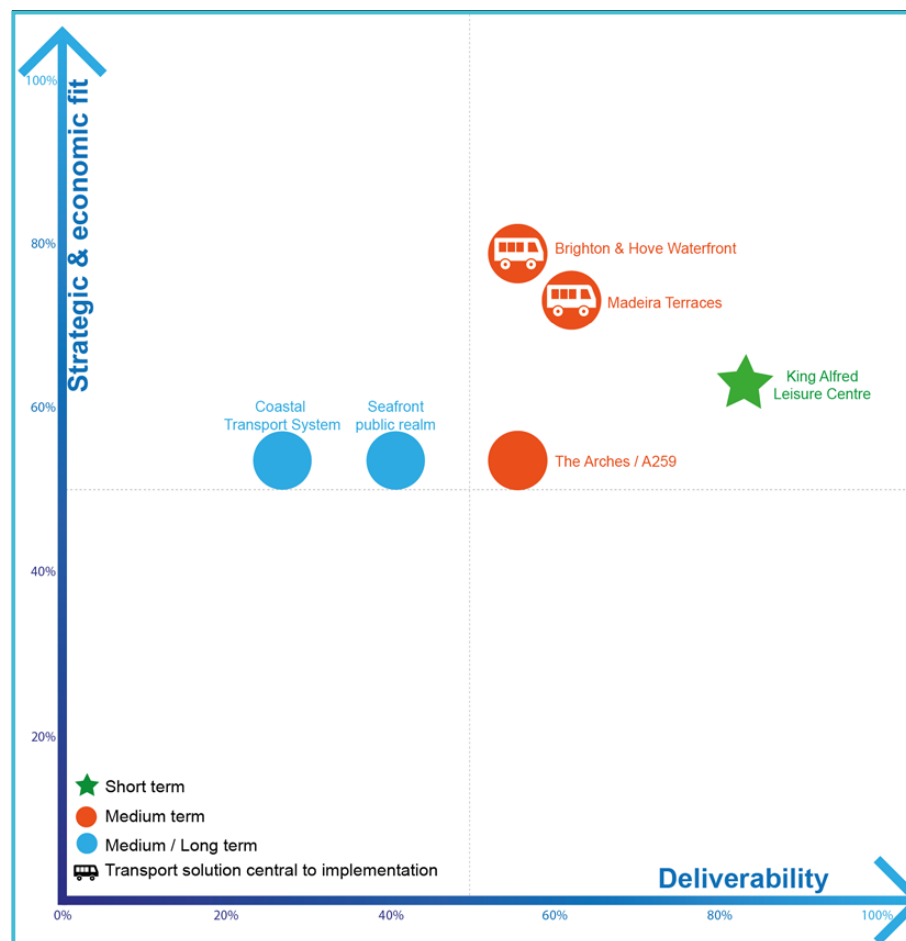 100%
Strategic & economic fit
80%
Brighton & Hove Waterfront
Madeira Terraces
King Alfred
Leisure Centre
60%
Coastal
Transport System
Seafront
public realm
The Arches / A259
40%
20%
Short term
Medium term
Medium / Long term
Transport solution central to implementation
Deliverability
0%
20%
40%
60%
80%
100%